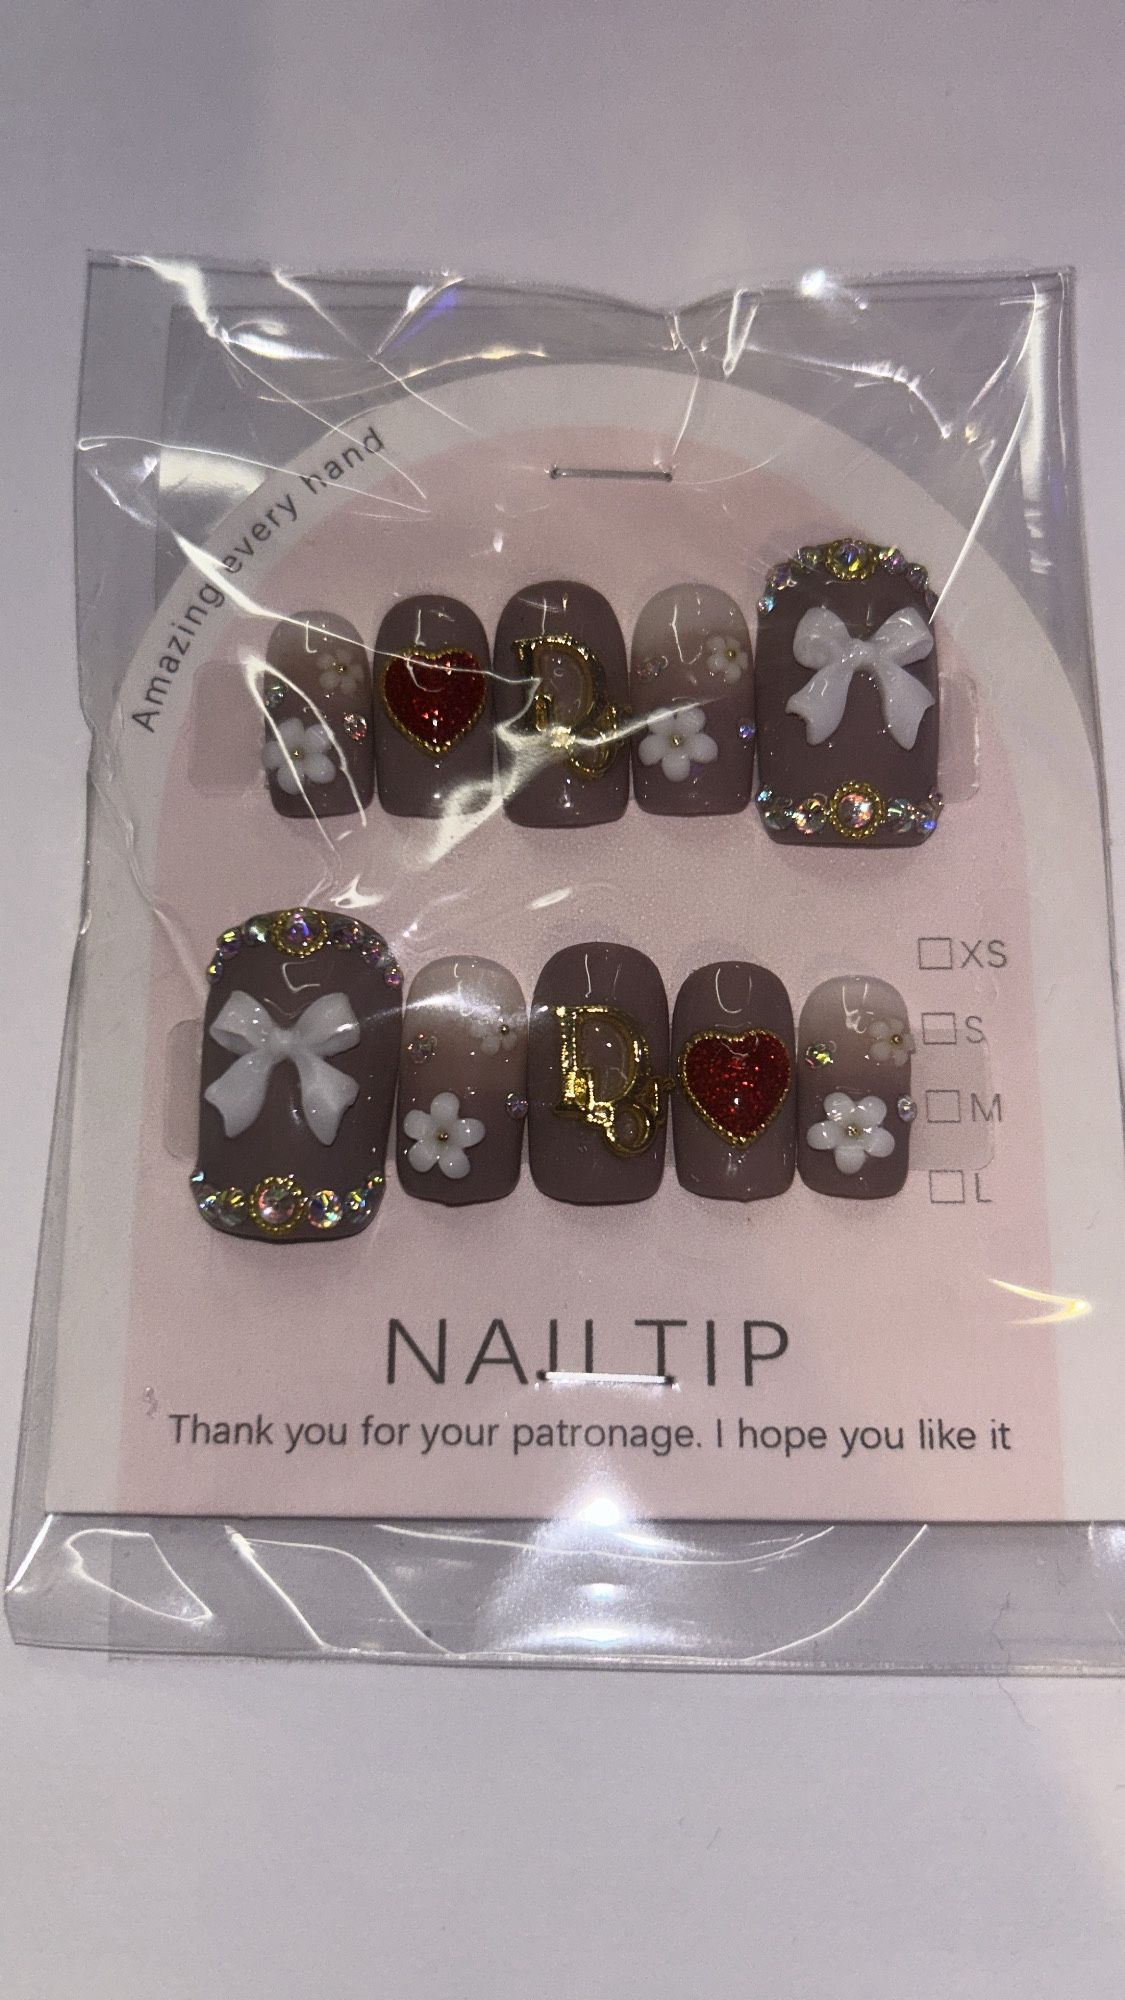 Amazing every hand
XS
S
M
L
NAIL TIP
Thank you for your patronage. I hope you like it